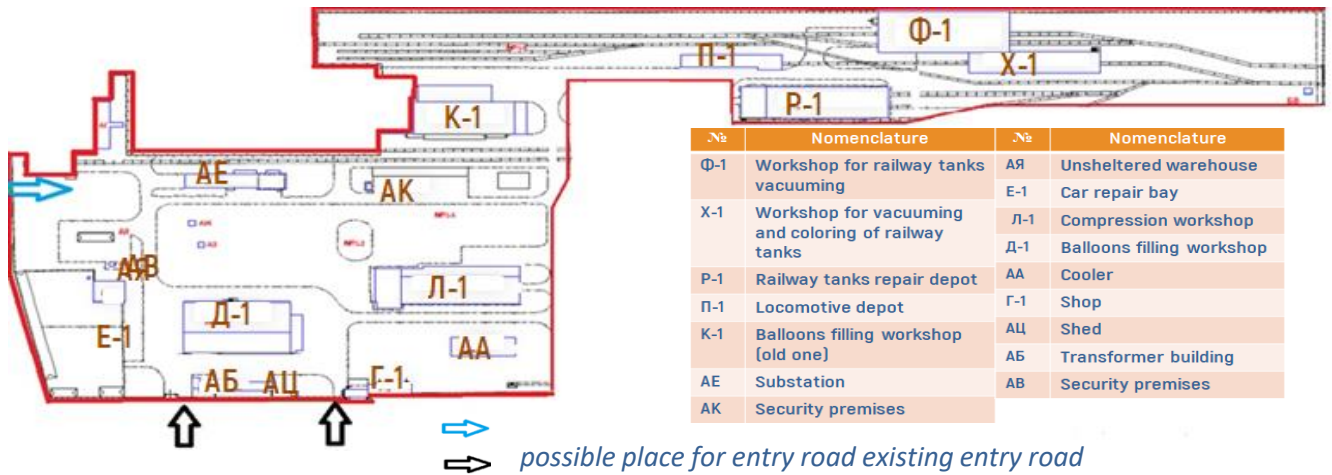 Ф-1
П-1
Х-1
Р-1
К-1
АЕ
АК
АЯ
АВ
Л-1
Д-1
Е-1
АА
АБ
АЦ
Г-1
№ Nomenclature № Nomenclature
Ф-1 Workshop for railway tanks
vacuuming
Х-1 Workshop for vacuuming
and coloring of railway
tanks
Р-1 Railway tanks repair depot
П-1 Locomotive depot
К-1 Balloons filling workshop
(old one)
АЕ Substation
АК Security premises
АЯ Unsheltered warehouse
Е-1 Car repair bay
Л-1 Compression workshop
Д-1 Balloons filling workshop
АА Cooler
Г-1 Shop
АЦ Shed
АБ Transformer building
АВ Security premises
possible place for entry road existing entry road